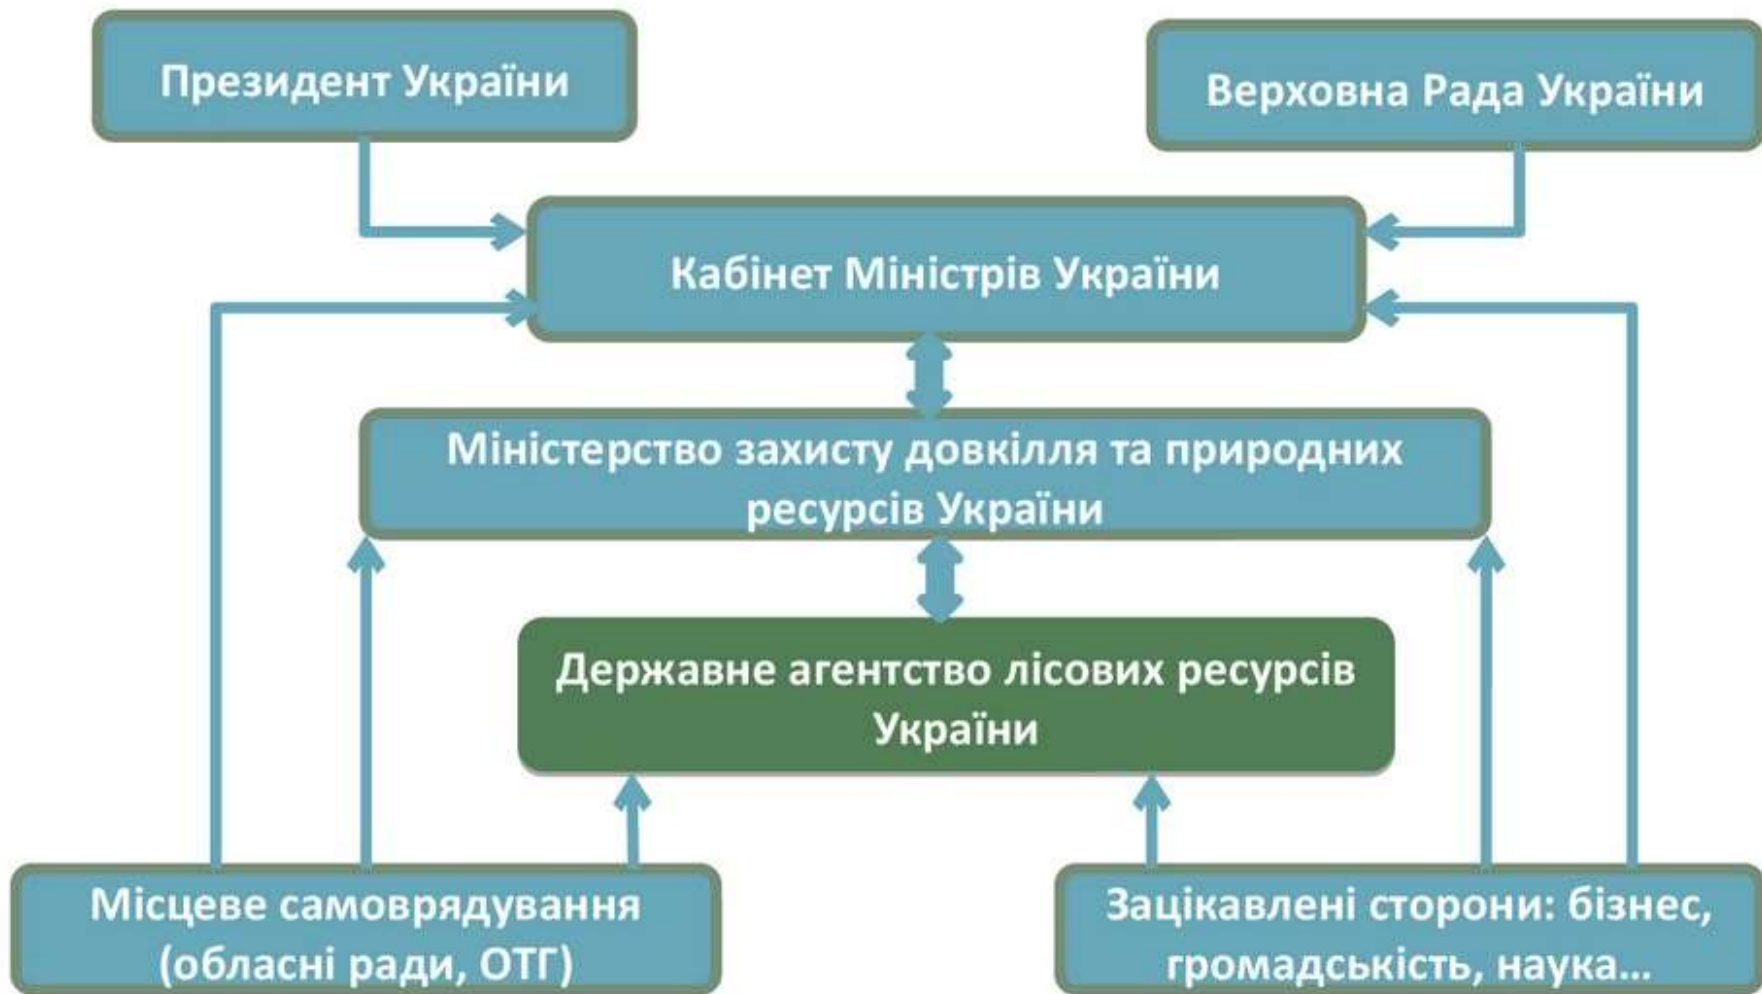 Президент України
Верховна Рада України
Кабінет Міністрів України
Міністерство захисту довкілля та природних
ресурсів України
Державне агентство лісових ресурсів
України
Місцеве самоврядування
(обласні ради, ОТГ)
Зацікавлені сторони: бізнес,
громадськість, наука...